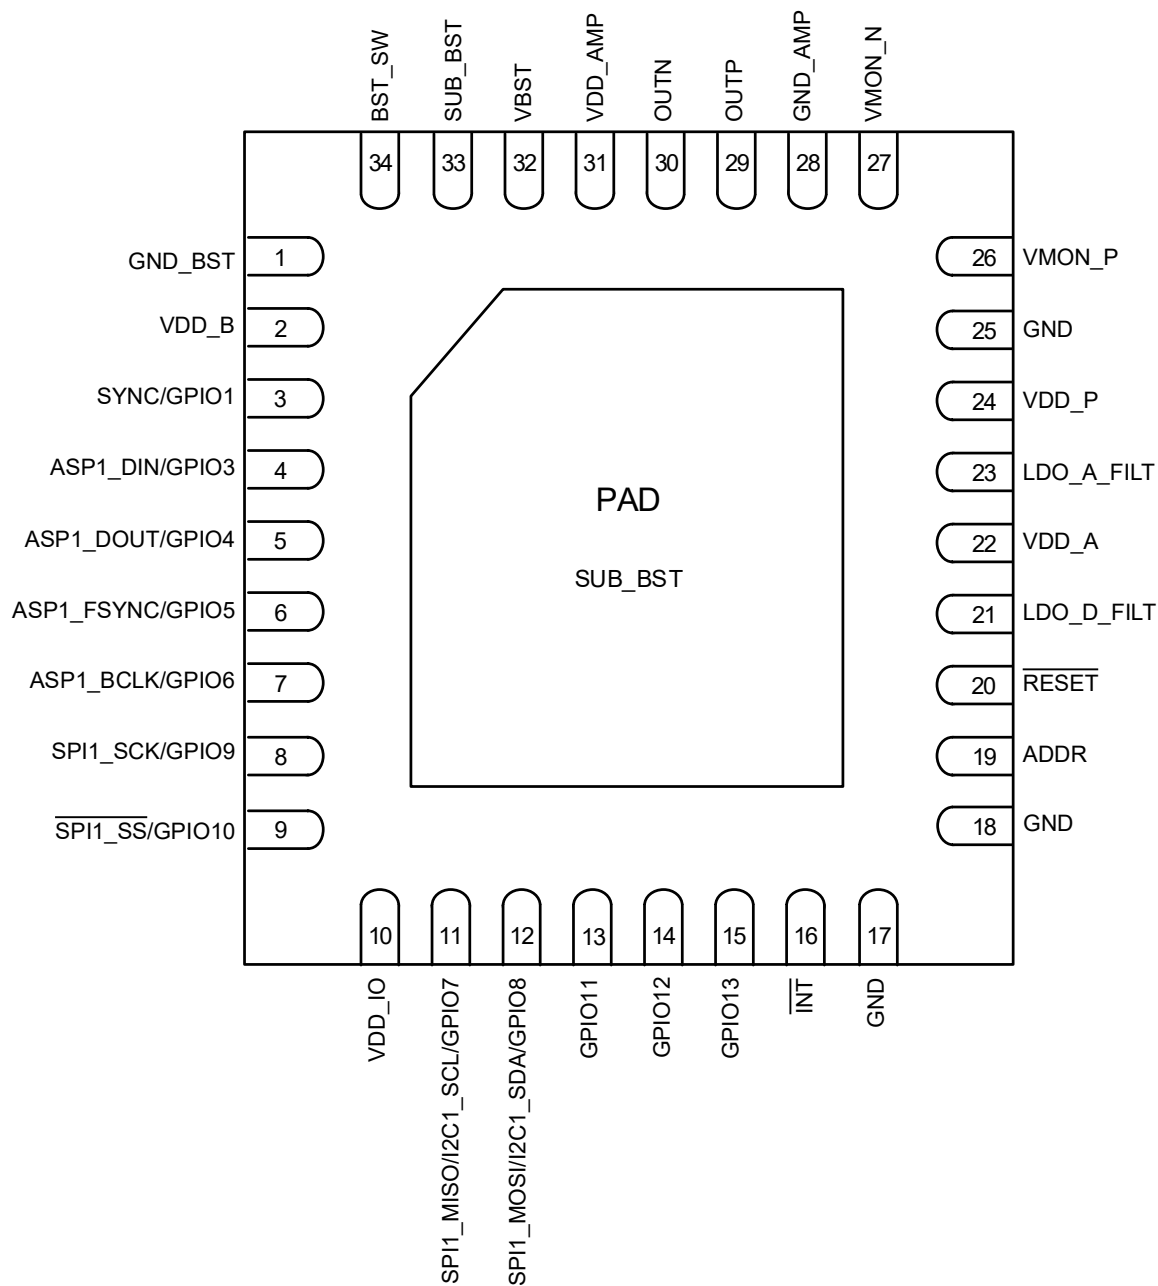 BST_SW
SUB_BST
VBST
VDD_AMP
OUTN
OUTP
GND_AMP
VMON_N
34
33
32
31
30
29
28
27
GND_BST 1
VDD_B 2
SYNC/GPIO1 3
ASP1_DIN/GPIO3 4
ASP1_DOUT/GPIO4 5
ASP1_FSYNC/GPIO5 6
ASP1_BCLK/GPIO6 7
SPI1_SCK/GPIO9 8
SPI1_SS/GPIO10 9
PAD
SUB_BST
26 VMON_P
25 GND
24 VDD_P
23 LDO_A_FILT
22 VDD_A
21 LDO_D_FILT
20 RESET
19 ADDR
18 GND
10
11
12
13
14
15
16
17
VDD_IO
SPI1_MISO/I2C1_SCL/GPIO7
SPI1_MOSI/I2C1_SDA/GPIO8
GPIO11
GPIO12
GPIO13
INT
GND